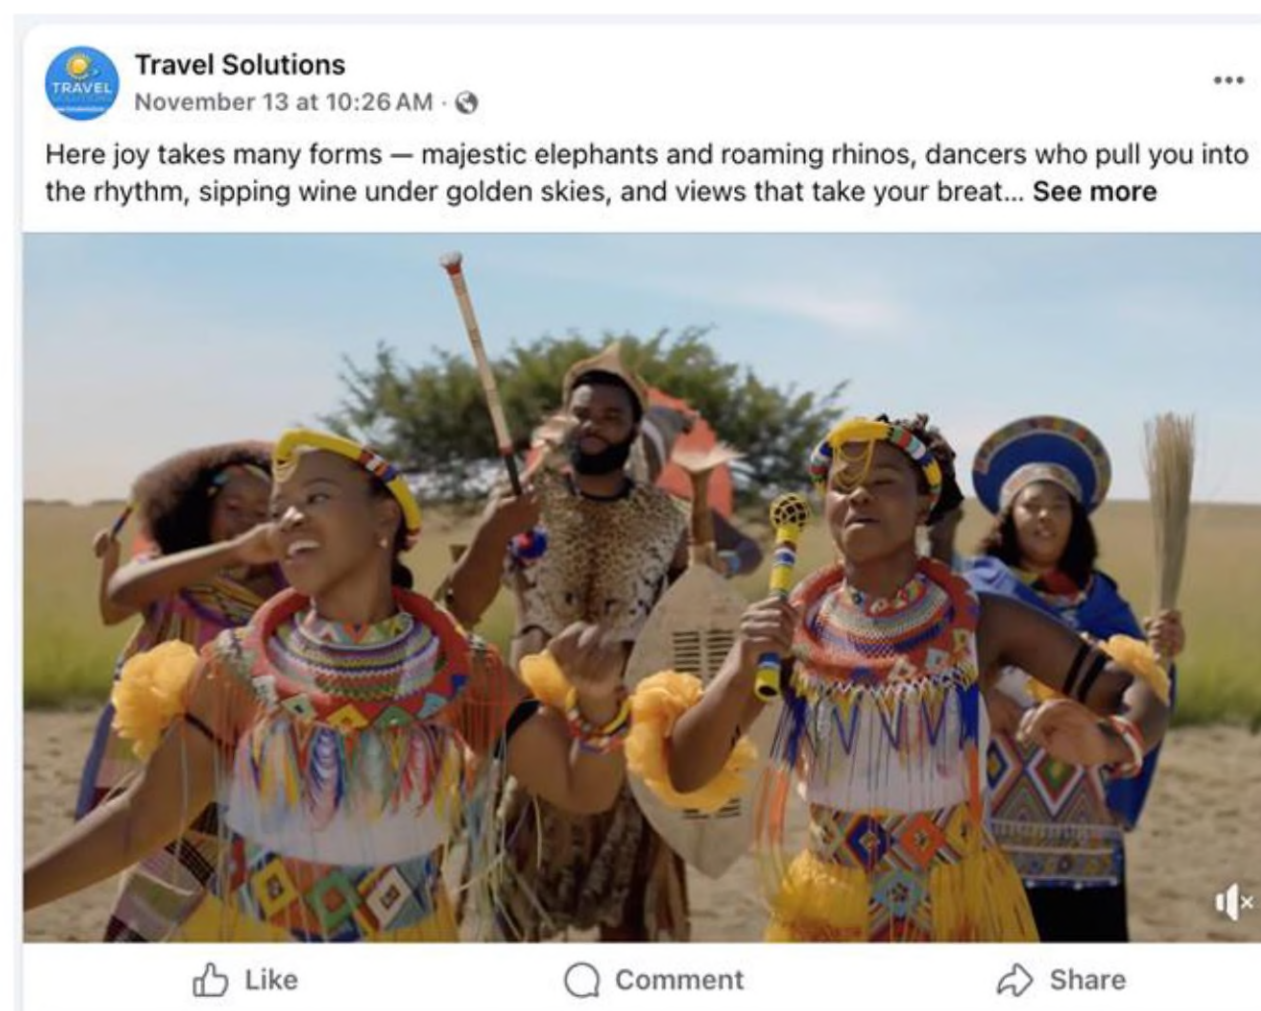 Travel Solutions
November 13 at 10:26 AM ·
Here joy takes many forms — majestic elephants and roaming rhinos, dancers who pull you into
the rhythm, sipping wine under golden skies, and views that take your breat... See more
TRAVEL
Like
Comment
Share